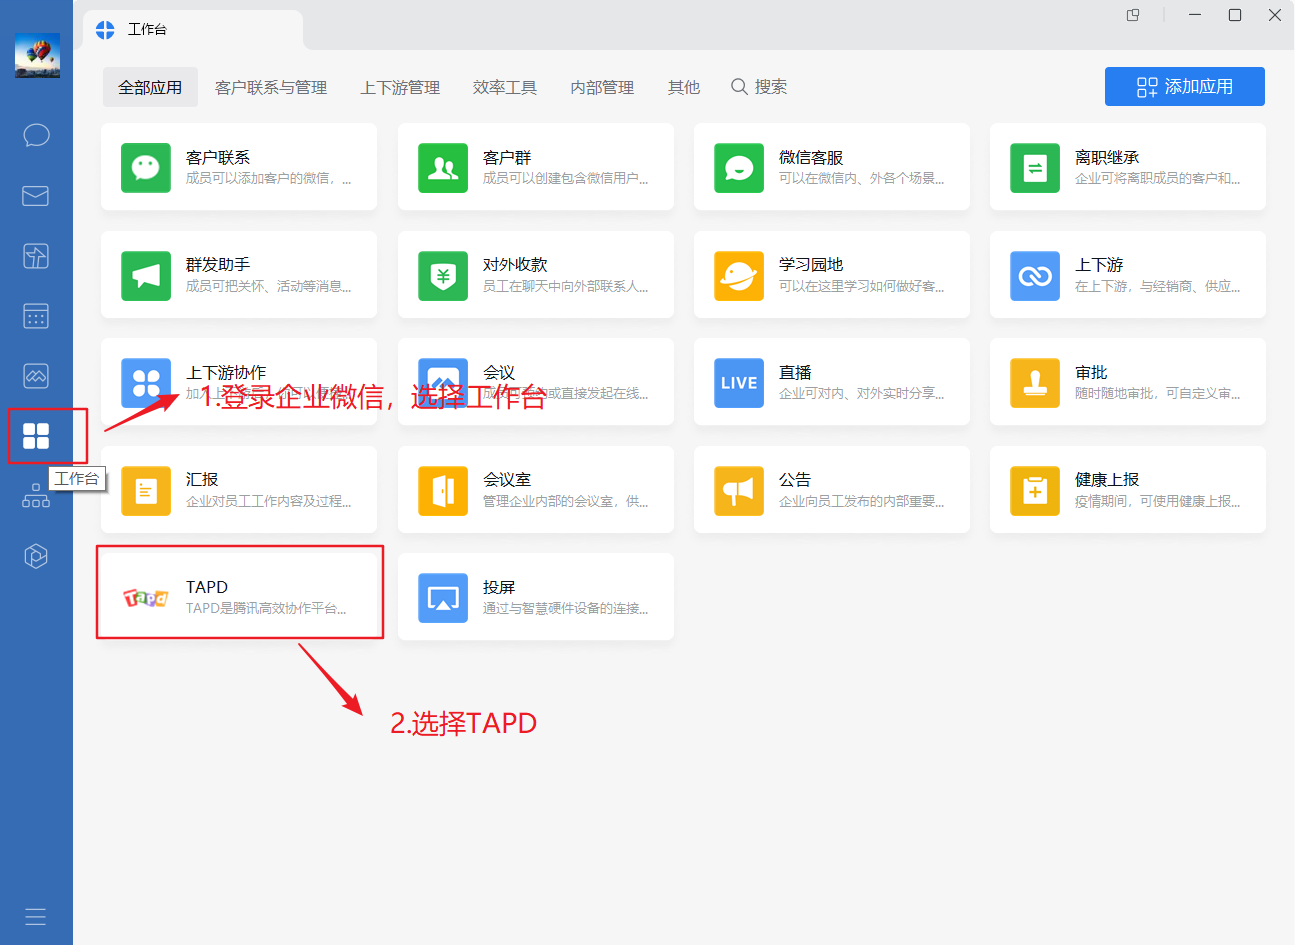 工作台
全部应用 客户联系与管理 上下游管理 效率工具 内部管理 其他 搜索 添加应用
客户联系
成员可以添加客户的微信，...
客户群
成员可以创建包含微信用户...
微信客服
可以在微信内、外各个场景...
离职继承
企业可将离职成员的客户和...
群发助手
成员可把关怀、活动等消息...
对外收款
员工在聊天中向外部联系人...
学习园地
可以在这里学习如何做好客...
上下游
在上下游，与经销商、供应...
上下游协作
会议
LIVE
直播
企业可对内、对外实时分享...
审批
随时随地审批，可自定义审...
1.登录企业微信，选择工作台
工作台
汇报
企业对员工工作内容及过程...
会议室
管理企业内部的会议室，供...
公告
企业向员工发布的内部重要...
健康上报
疫情期间，可使用健康上报...
Tapd
TAPD
TAPD是腾讯高效协作平台...
投屏
通过与智慧硬件设备的连接...
2.选择TAPD